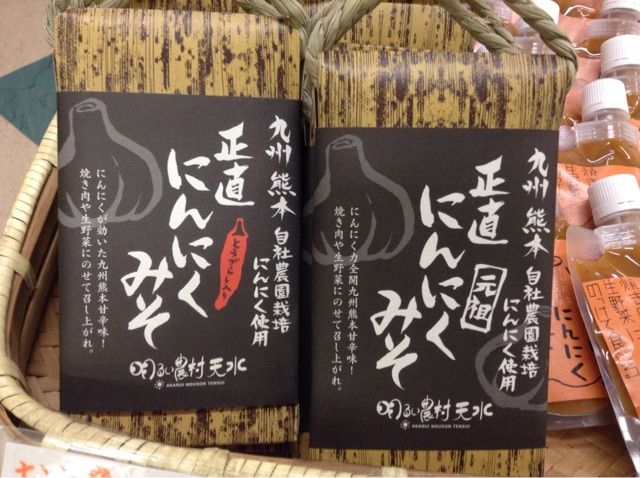 九州 熊本
自社農園栽培
にんにく使用
正直
にんにく
みそ
とうがらし入り
にんにくが効いた九州熊本甘辛味！
焼き肉や生野菜にのせて召し上がれ。
明るい農村天水
AKARUI NOUSON TENSUI
九州 熊本
自社農園栽培
にんにく使用
正直
にんにく
みそ
元祖
にんにく力全開九州熊本甘辛味！
焼き肉や生野菜にのせて召し上がれ。
明るい農村天水
AKARUI NOUSON TENSUI
にんにく